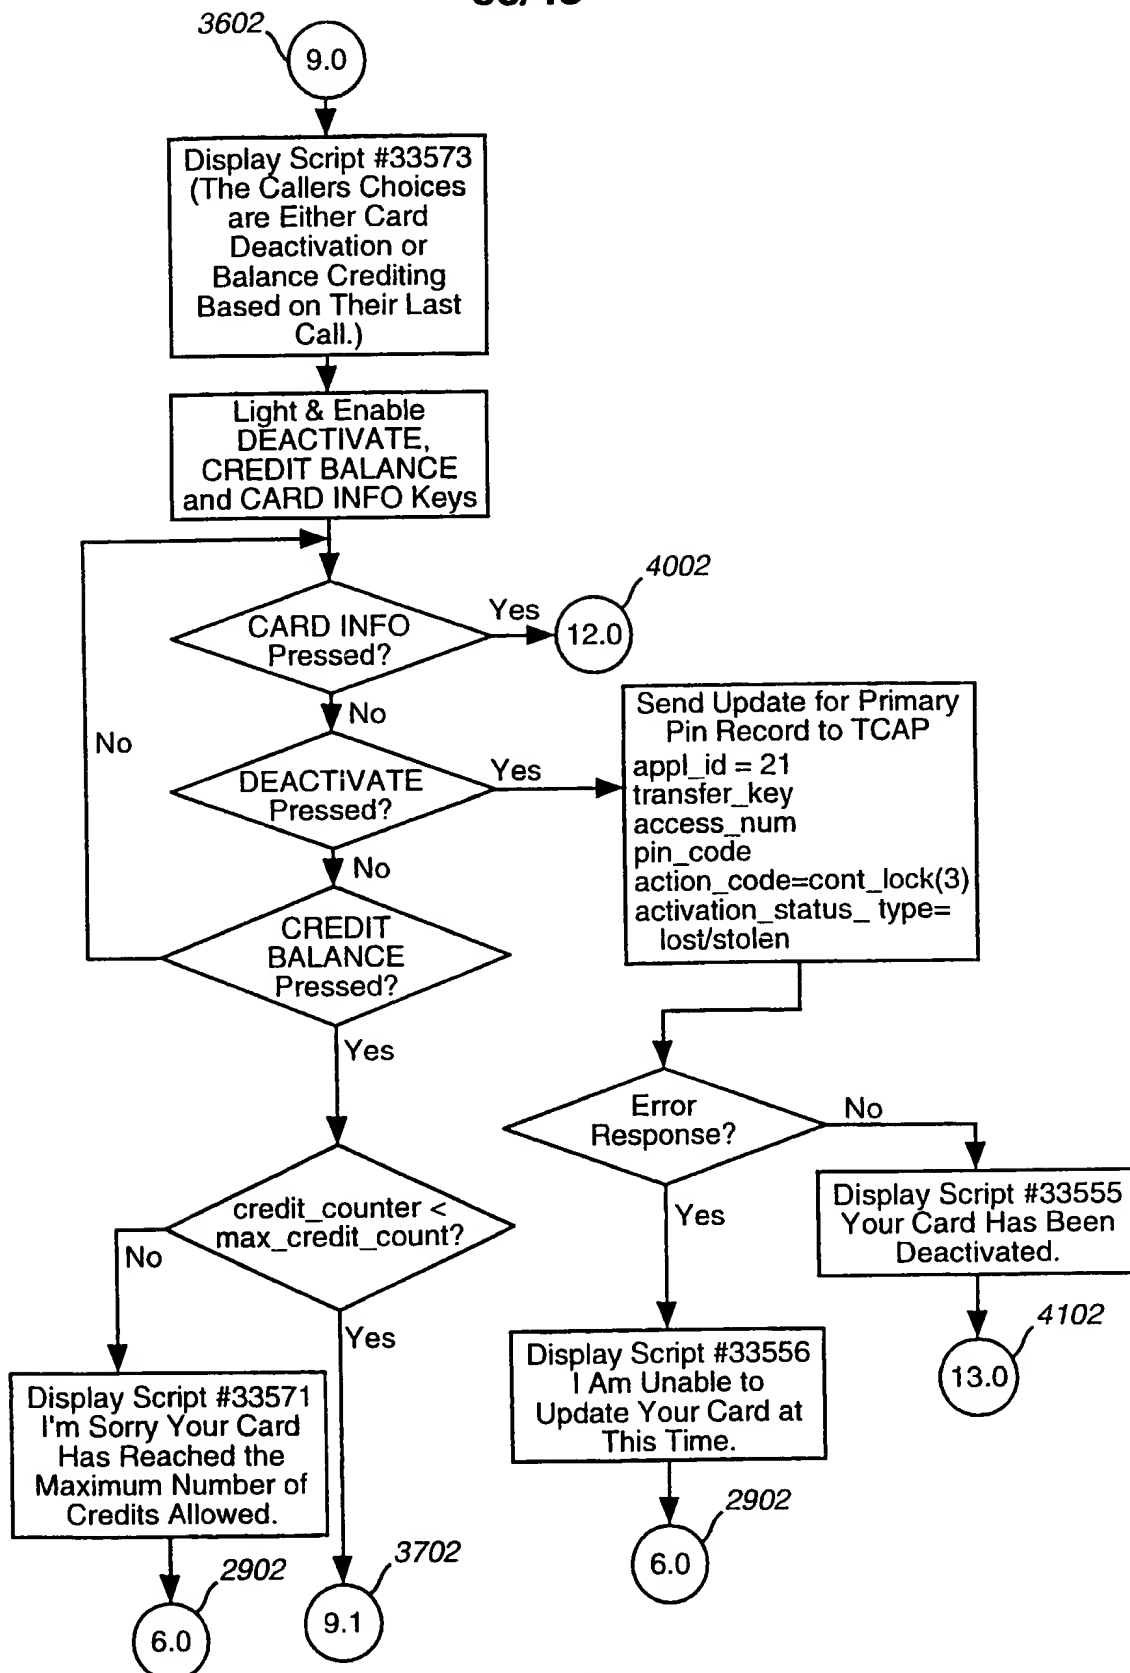 3602
9.0
Display Script #33573
(The Callers Choices
are Either Card
Deactivation or
Balance Crediting
Based on Their Last
Call.)
Light & Enable
DEACTIVATE,
CREDIT BALANCE
and CARD INFO Keys
CARD INFO
Pressed?
Yes
4002
12.0
No
DEACTIVATE
Pressed?
Yes
Send Update for Primary
Pin Record to TCAP
appl_id = 21
transfer_key
access_num
pin_code
action_code=cont_lock(3)
activation_status_ type=
lost/stolen
No
No
CREDIT
BALANCE
Pressed?
Yes
Error
Response?
No
Yes
Display Script #33555
Your Card Has Been
Deactivated.
4102
13.0
credit_counter <
max_credit_count?
No
Yes
Display Script #33556
I Am Unable to
Update Your Card at
This Time.
2902
6.0
Display Script #33571
I'm Sorry Your Card
Has Reached the
Maximum Number of
Credits Allowed.
2902
6.0
3702
9.1